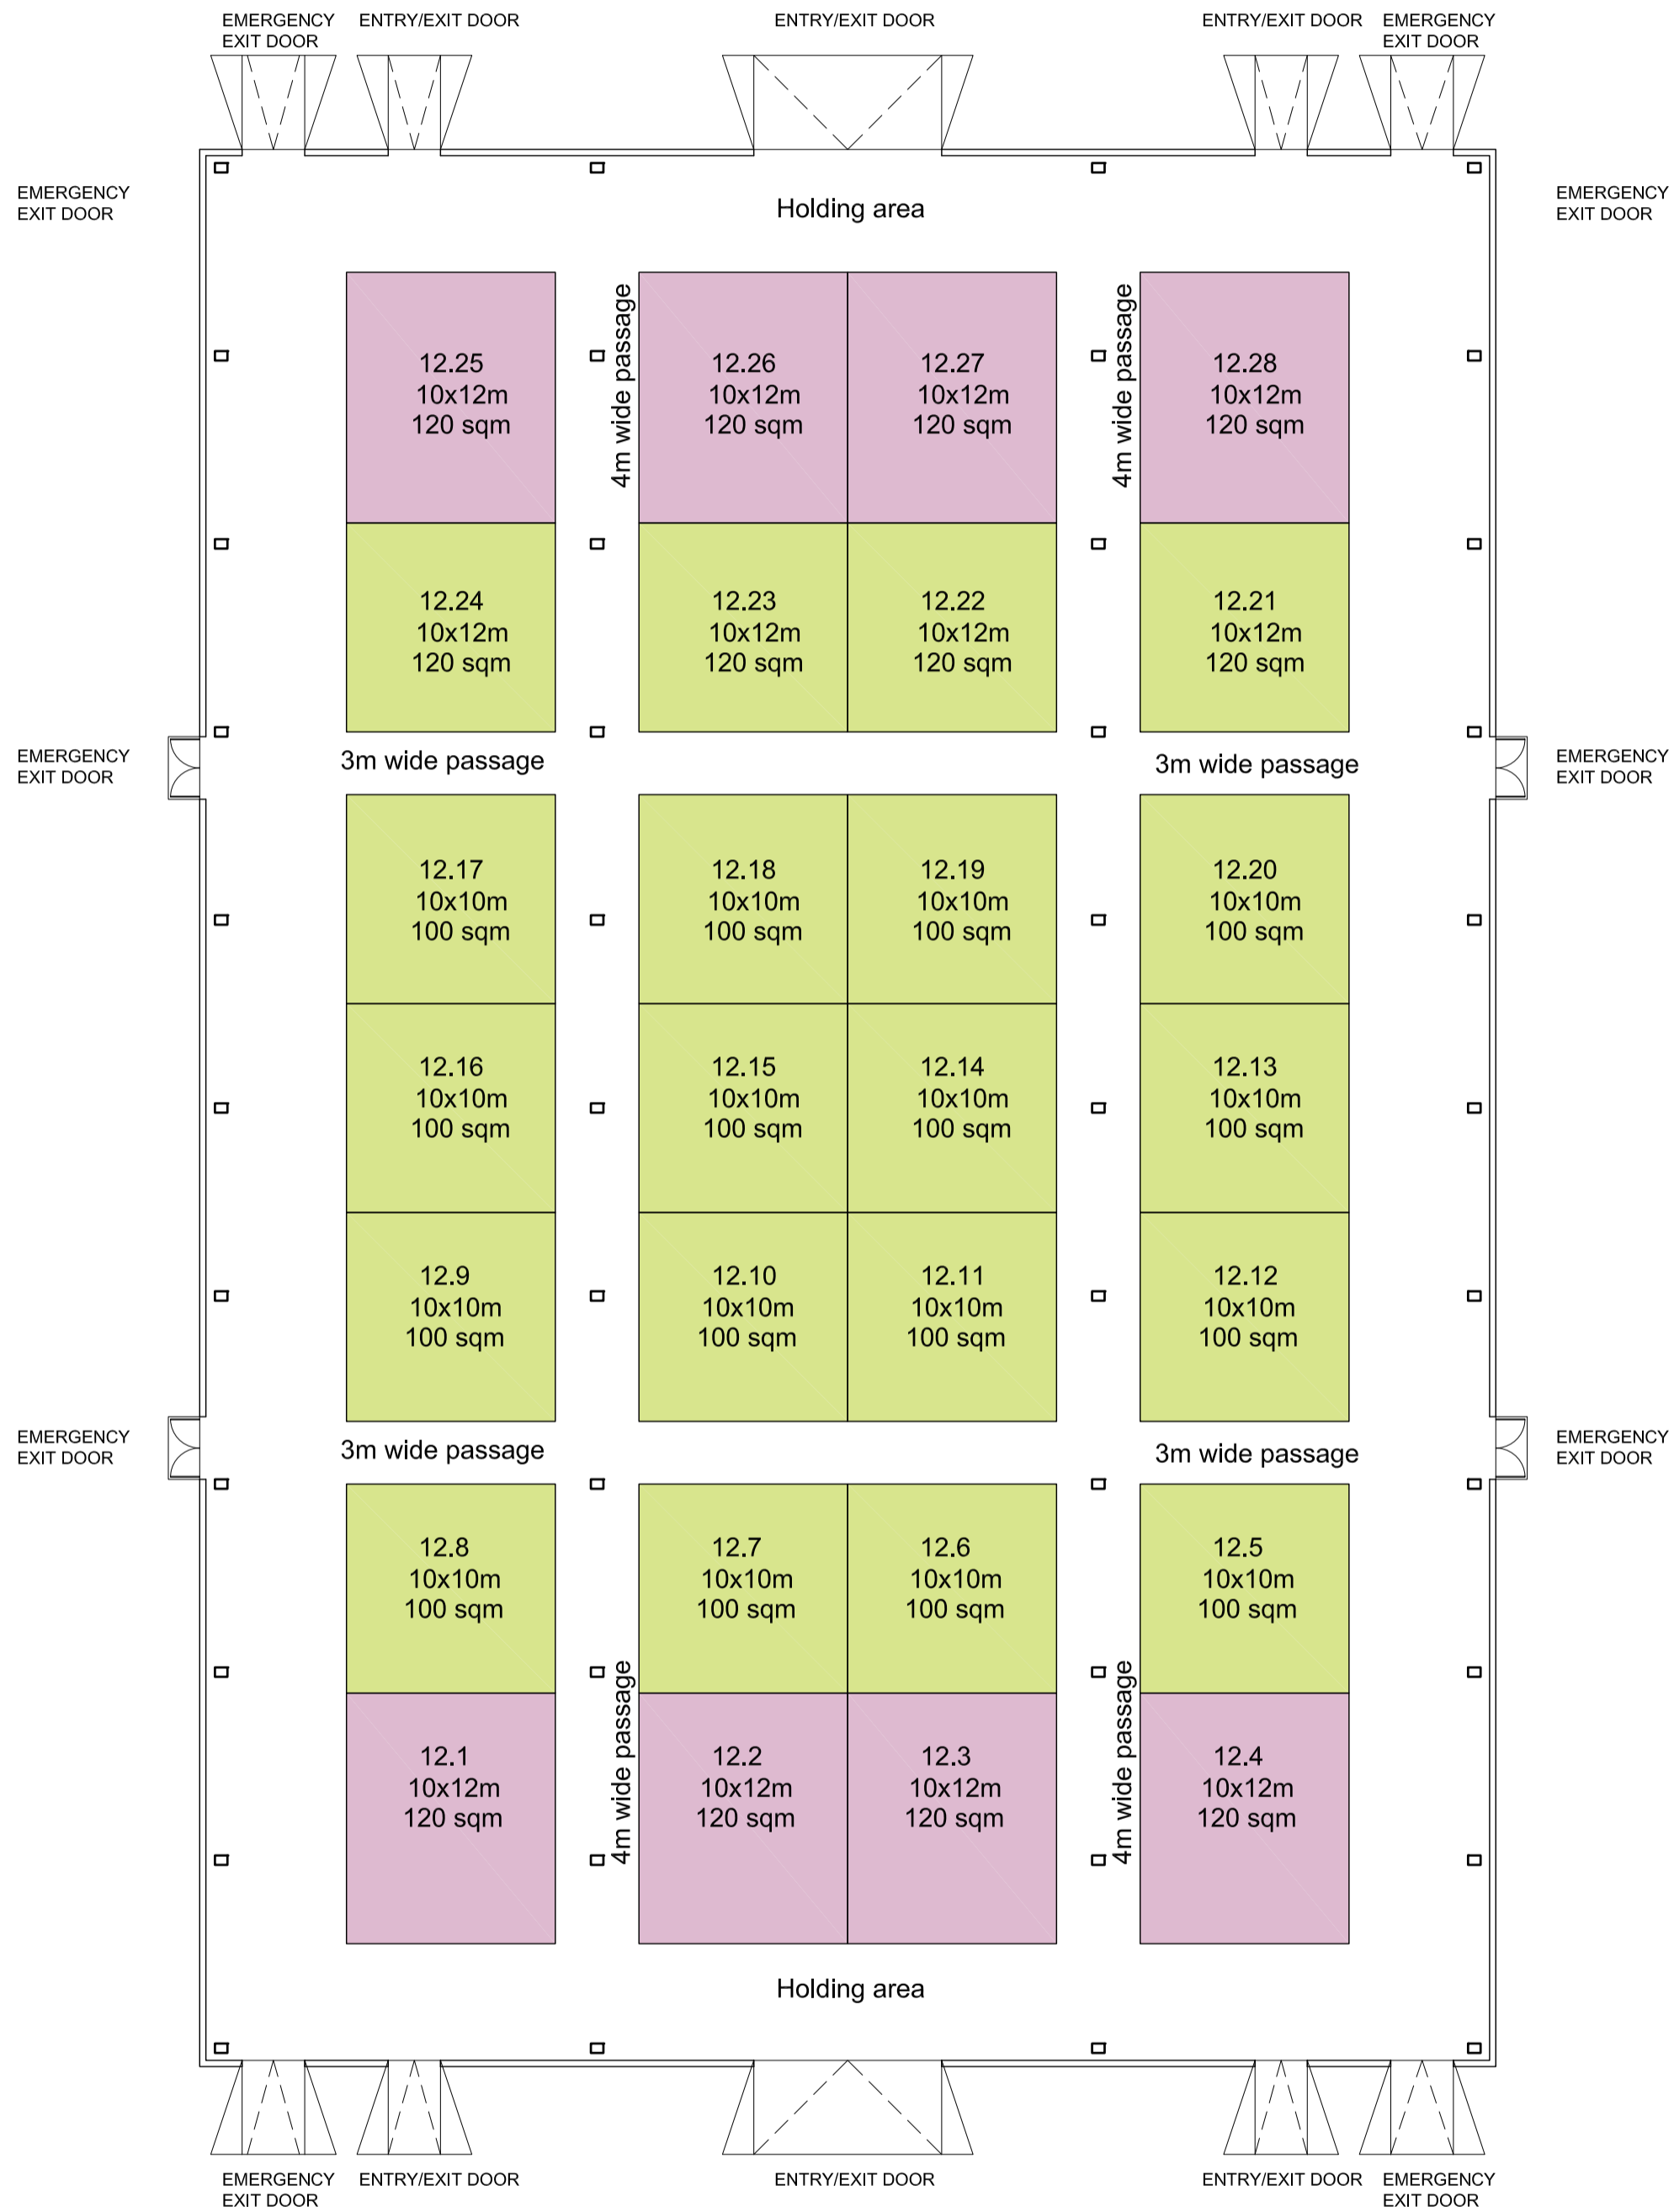 EMERGENCY
EXIT DOOR
ENTRY/EXIT DOOR
ENTRY/EXIT DOOR
ENTRY/EXIT DOOR
EMERGENCY
EXIT DOOR
EMERGENCY
EXIT DOOR
Holding area
EMERGENCY
EXIT DOOR
12.25
10x12m
120 sqm
4m wide passage
12.26
10x12m
120 sqm
12.27
10x12m
120 sqm
4m wide passage
12.28
10x12m
120 sqm
12.24
10x12m
120 sqm
12.23
10x12m
120 sqm
12.22
10x12m
120 sqm
12.21
10x12m
120 sqm
EMERGENCY
EXIT DOOR
3m wide passage
3m wide passage
EMERGENCY
EXIT DOOR
12.17
10x10m
100 sqm
12.18
10x10m
100 sqm
12.19
10x10m
100 sqm
12.20
10x10m
100 sqm
12.16
10x10m
100 sqm
12.15
10x10m
100 sqm
12.14
10x10m
100 sqm
12.13
10x10m
100 sqm
12.9
10x10m
100 sqm
12.10
10x10m
100 sqm
12.11
10x10m
100 sqm
12.12
10x10m
100 sqm
EMERGENCY
EXIT DOOR
3m wide passage
3m wide passage
EMERGENCY
EXIT DOOR
12.8
10x10m
100 sqm
12.7
10x10m
100 sqm
12.6
10x10m
100 sqm
12.5
10x10m
100 sqm
12.1
10x12m
120 sqm
4m wide passage
12.2
10x12m
120 sqm
12.3
10x12m
120 sqm
4m wide passage
12.4
10x12m
120 sqm
Holding area
EMERGENCY
EXIT DOOR
ENTRY/EXIT DOOR
ENTRY/EXIT DOOR
ENTRY/EXIT DOOR
EMERGENCY
EXIT DOOR